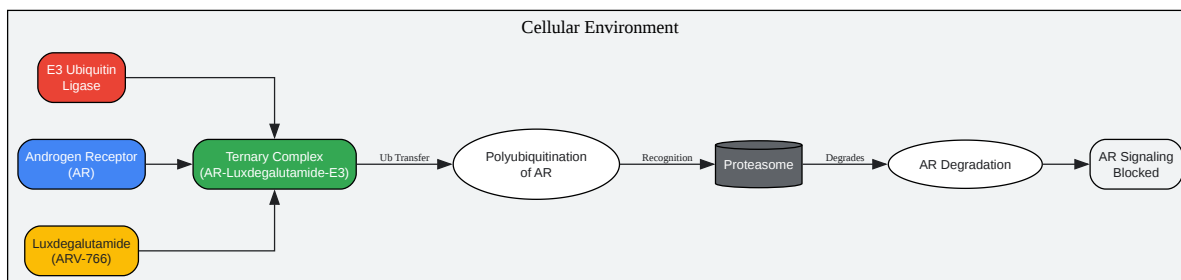 Cellular Environment
E3 Ubiquitin
Ligase
Androgen Receptor
(AR)
Luxdegalutamide
(ARV-766)
Ternary Complex
(AR-Luxdegalutamide-E3)
Ub Transfer
Polyubiquitination
of AR
Recognition
Proteasome
Degrades
AR Degradation
AR Signaling
Blocked